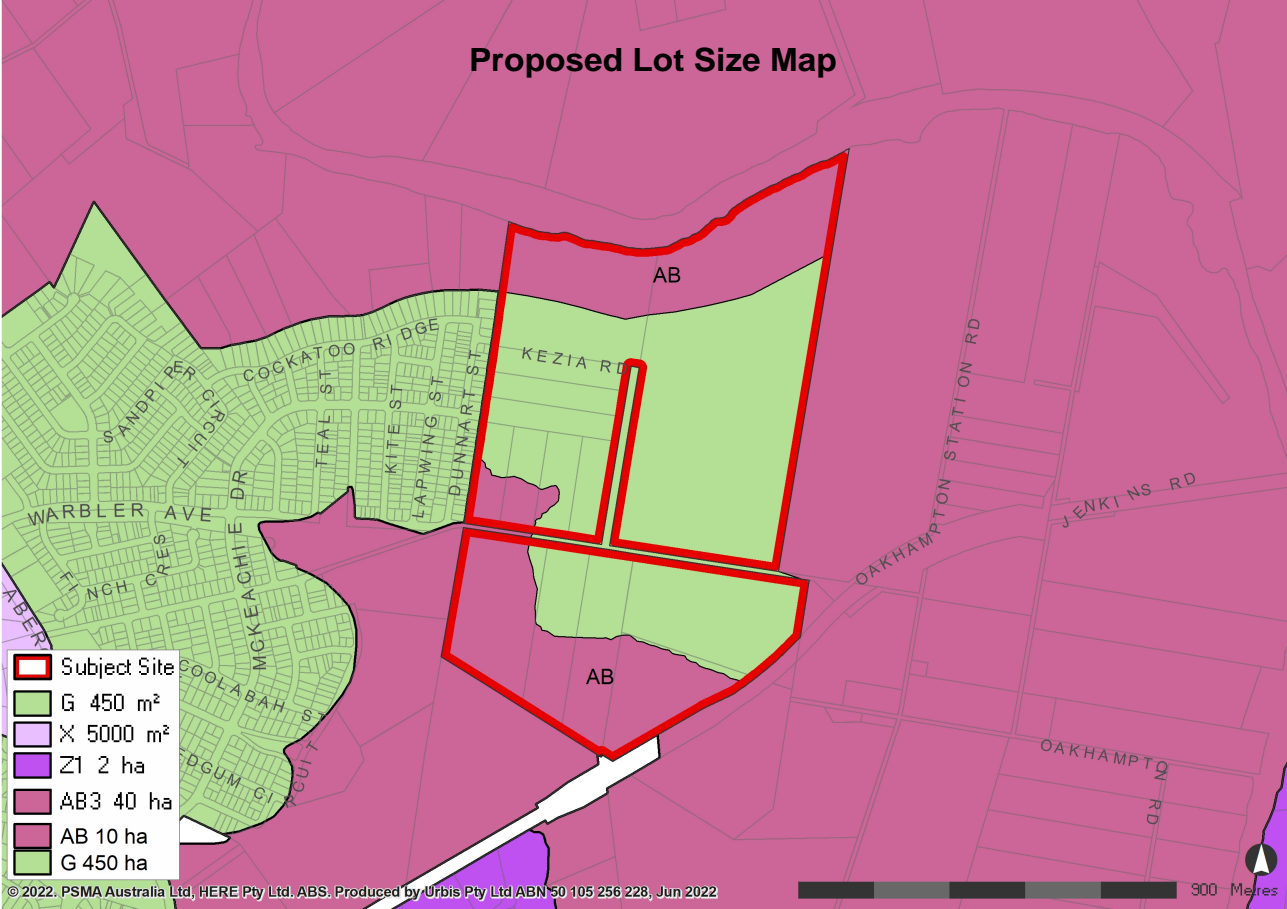 Proposed Lot Size Map
AB
KEZIA RD
COCKATOO RIDGE
SANDPIPER CIRCUIT
TEAL ST
KITE ST
LAPWING ST
DUNNART ST
OAKHAMPTON STATION RD
JENKINS RD
WARBLER AVE
FINCH CRES
MCKEACHIE DR
COOLABAH ST
AB
OAKHAMPTON RD
Subject Site
G 450 m²
X 5000 m²
Z1 2 ha
AB3 40 ha
AB 10 ha
G 450 ha
900 Metres
© 2022. PSMA Australia Ltd, HERE Pty Ltd. ABS. Produced by Urbis Pty Ltd ABN 50 105 256 228, Jun 2022